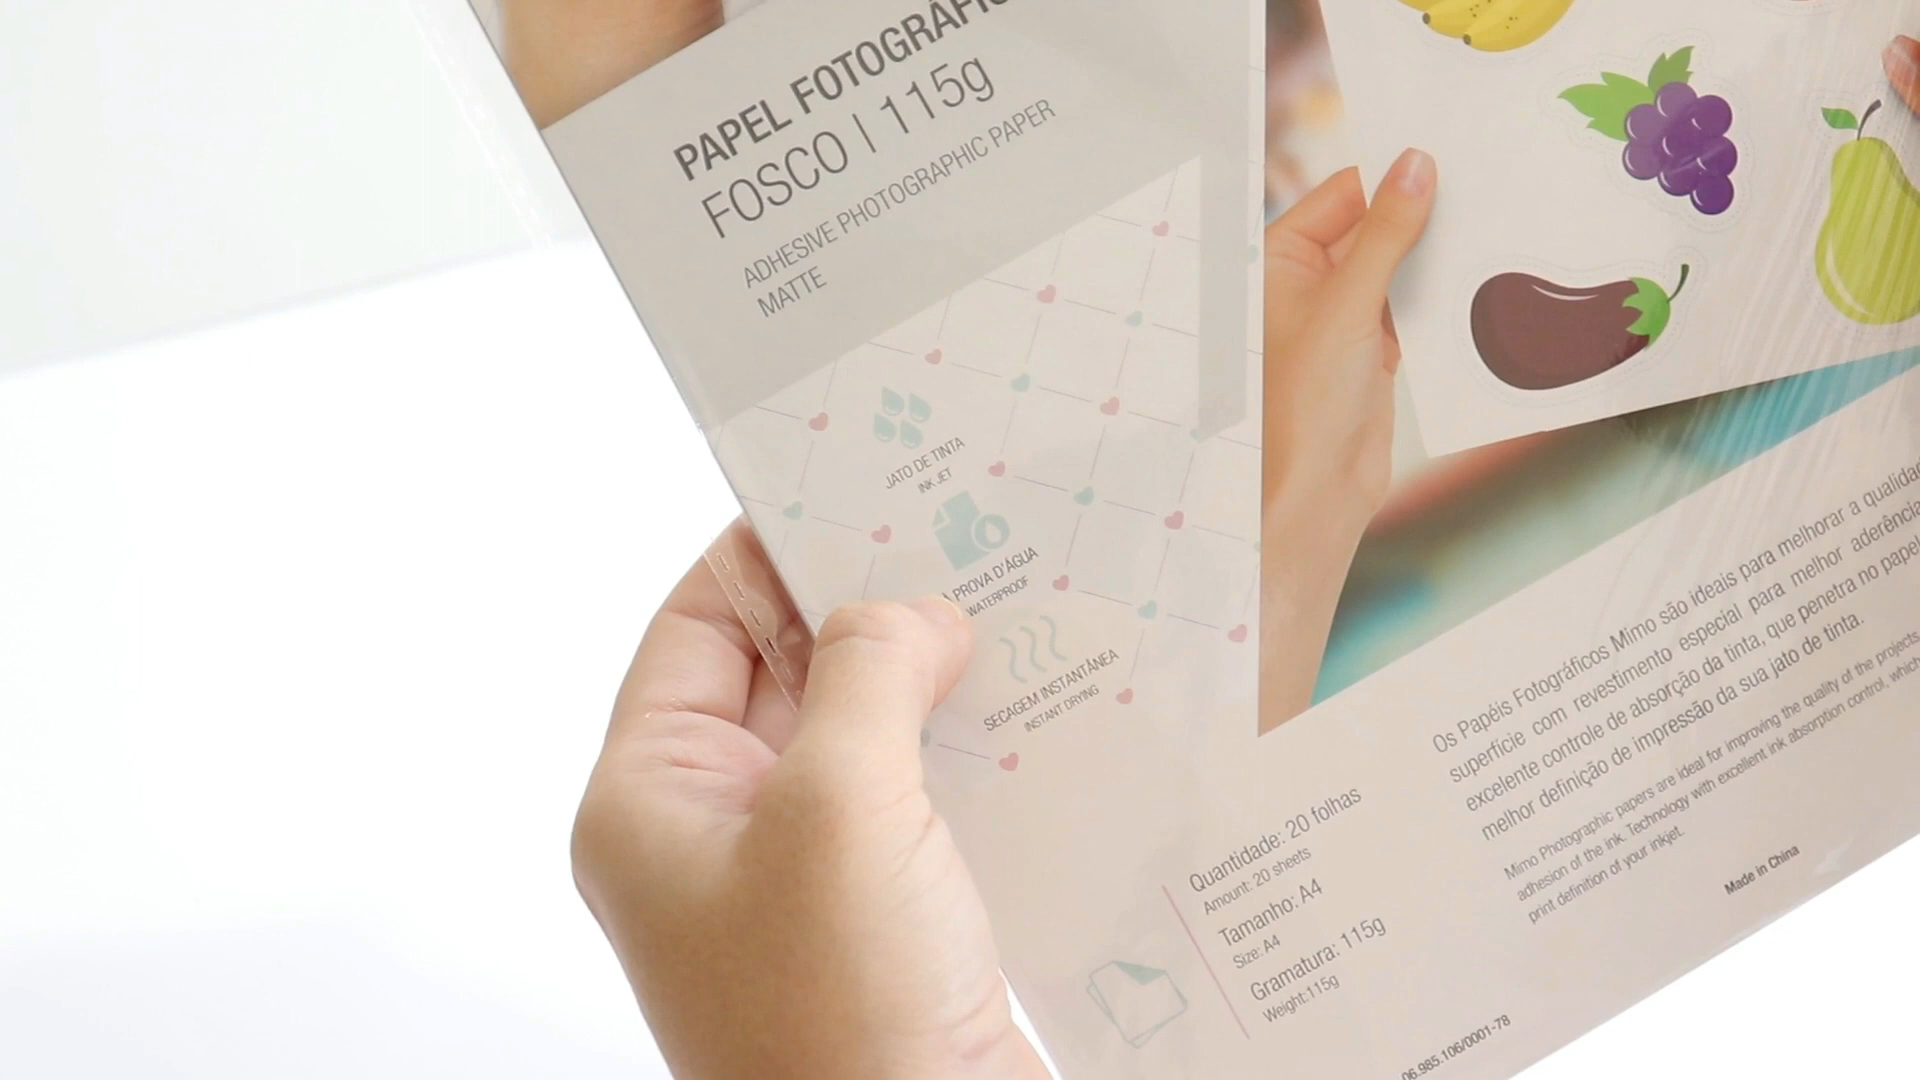 PAPEL
FOSCO | 115g
ADHESIVE PHOTOGRAPHIC PAPER
MATTE
JATO DE TINTA
INK JET
À PROVA D'ÁGUA
WATERPROOF
SECAGEM INSTANTÂNEA
INSTANT DRYING
Quantidade: 20 folhas
Amount: 20 sheets
Tamanho: A4
Size: A4
Gramatura: 115g
Weight:115g
Os Papéis Fotográficos Mimo são ideais para melhorar a
superfície com revestimento especial para melhor aderência
excelente controle de absorção da tinta, que penetra no papel
melhor definição de impressão da sua jato de tinta.
Mimo Photographic papers are ideal for improving the quality of the projects,
adhesion of the ink. Technology with excellent ink absorption control, which
print definition of your inkjet.
Made in China
06.985.106/0001-78